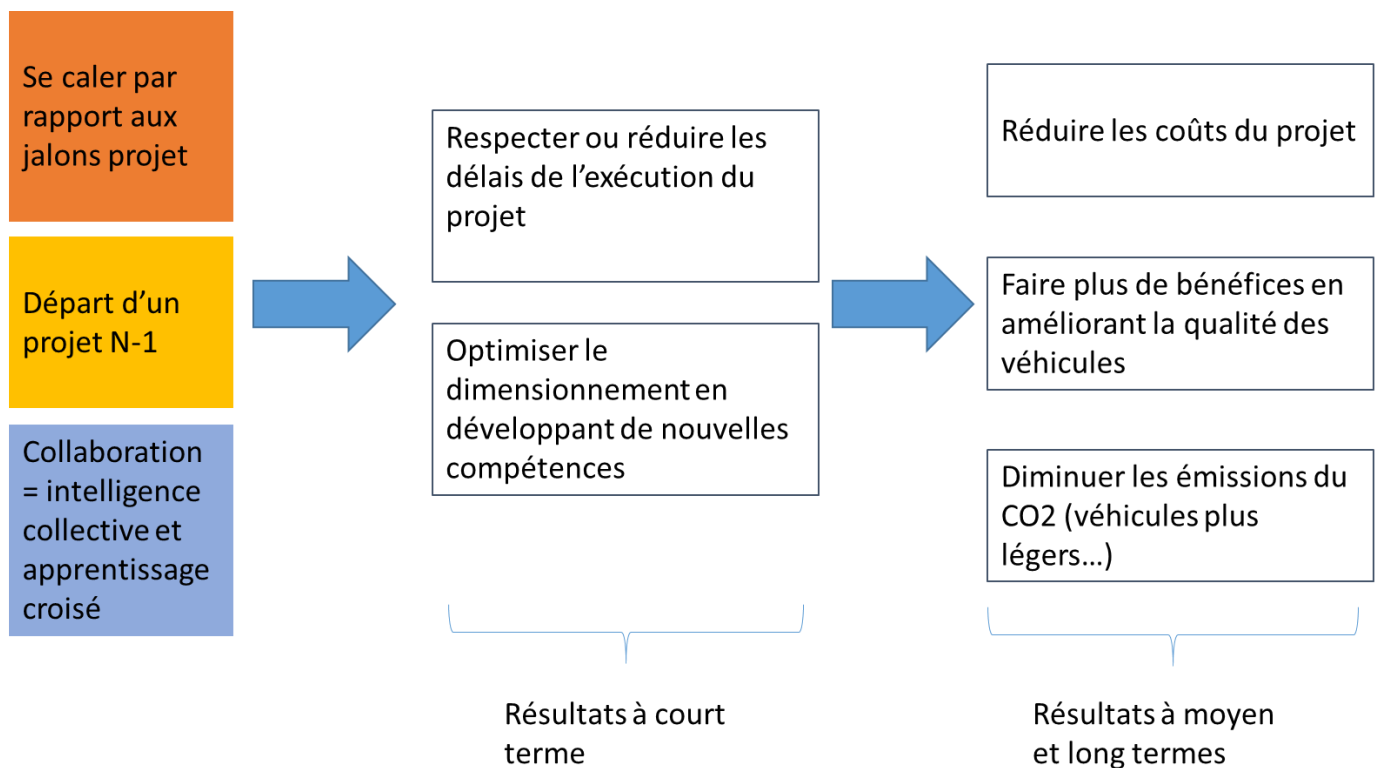 Se caler par
rapport aux
jalons projet
Départ d’un
projet N-1
Collaboration
= intelligence
collective et
apprentissage
croisé
Respecter ou réduire les
délais de l’exécution du
projet
Optimiser le
dimensionnement en
développant de nouvelles
compétences
Résultats à court
terme
Réduire les coûts du projet
Faire plus de bénéfices en
améliorant la qualité des
véhicules
Diminuer les émissions du
CO2 (véhicules plus
légers…)
Résultats à moyen
et long termes